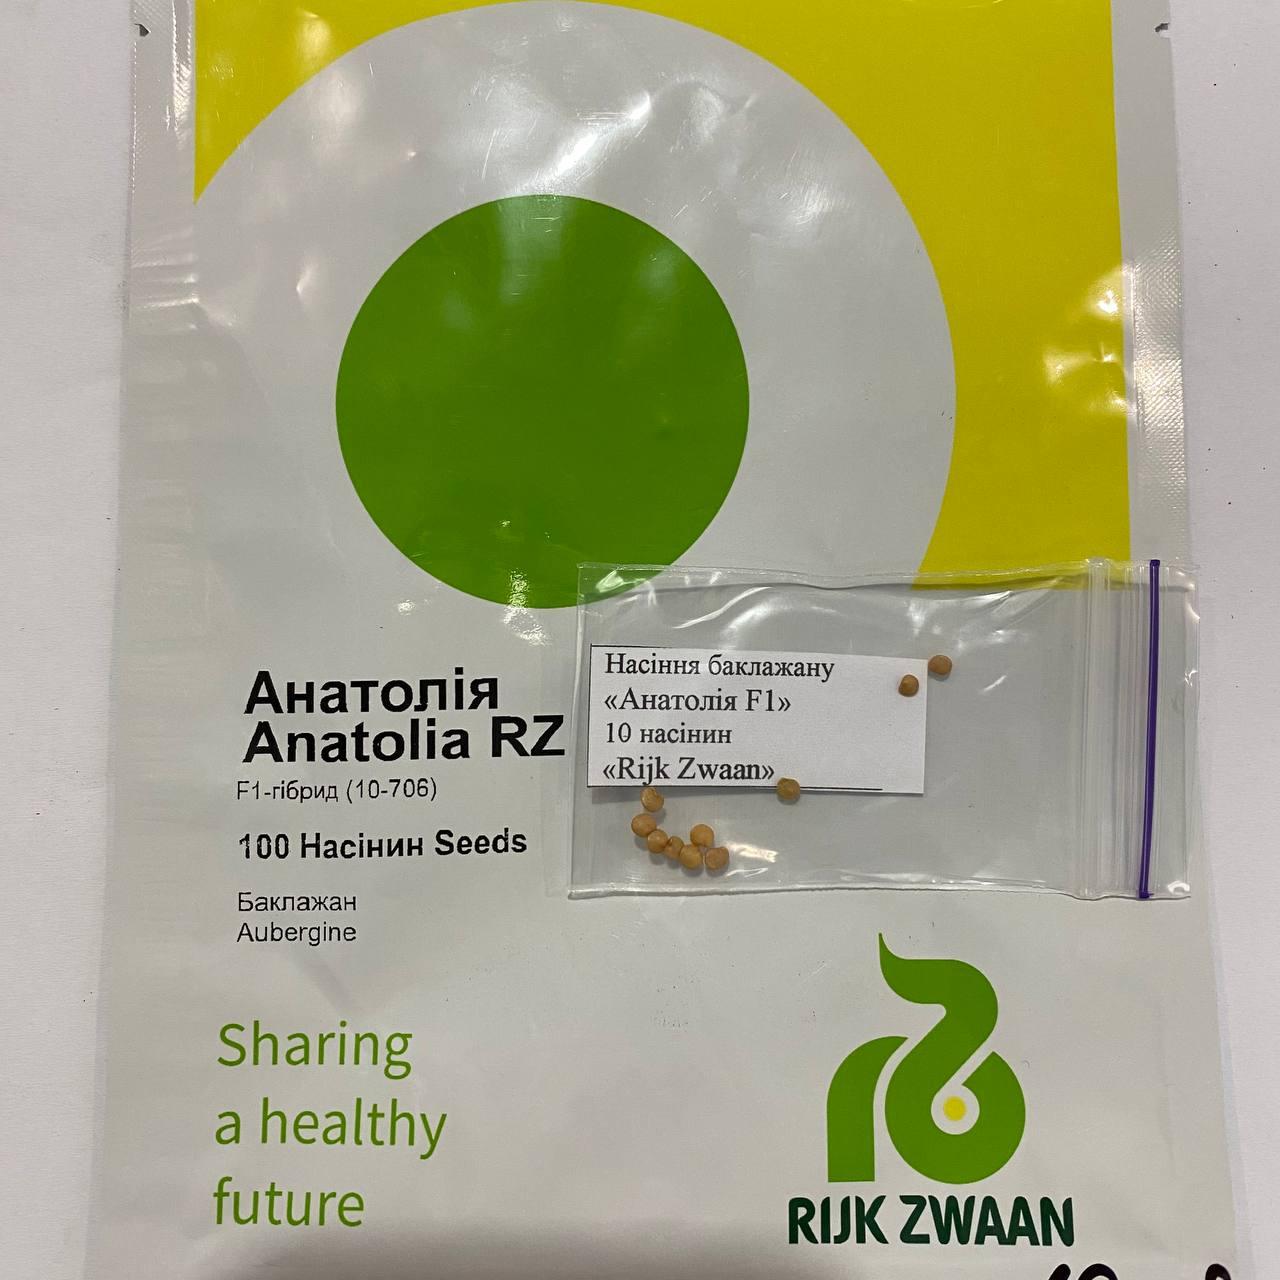 Анатолія
Anatolia RZ
F1-гібрид (10-706)
100 Насінин Seeds
Баклажан
Aubergine
Насіння баклажану
«Анатолія F1»
10 насінин
«Rijk Zwaan»
Sharing
a healthy
future
RIJK ZWAAN